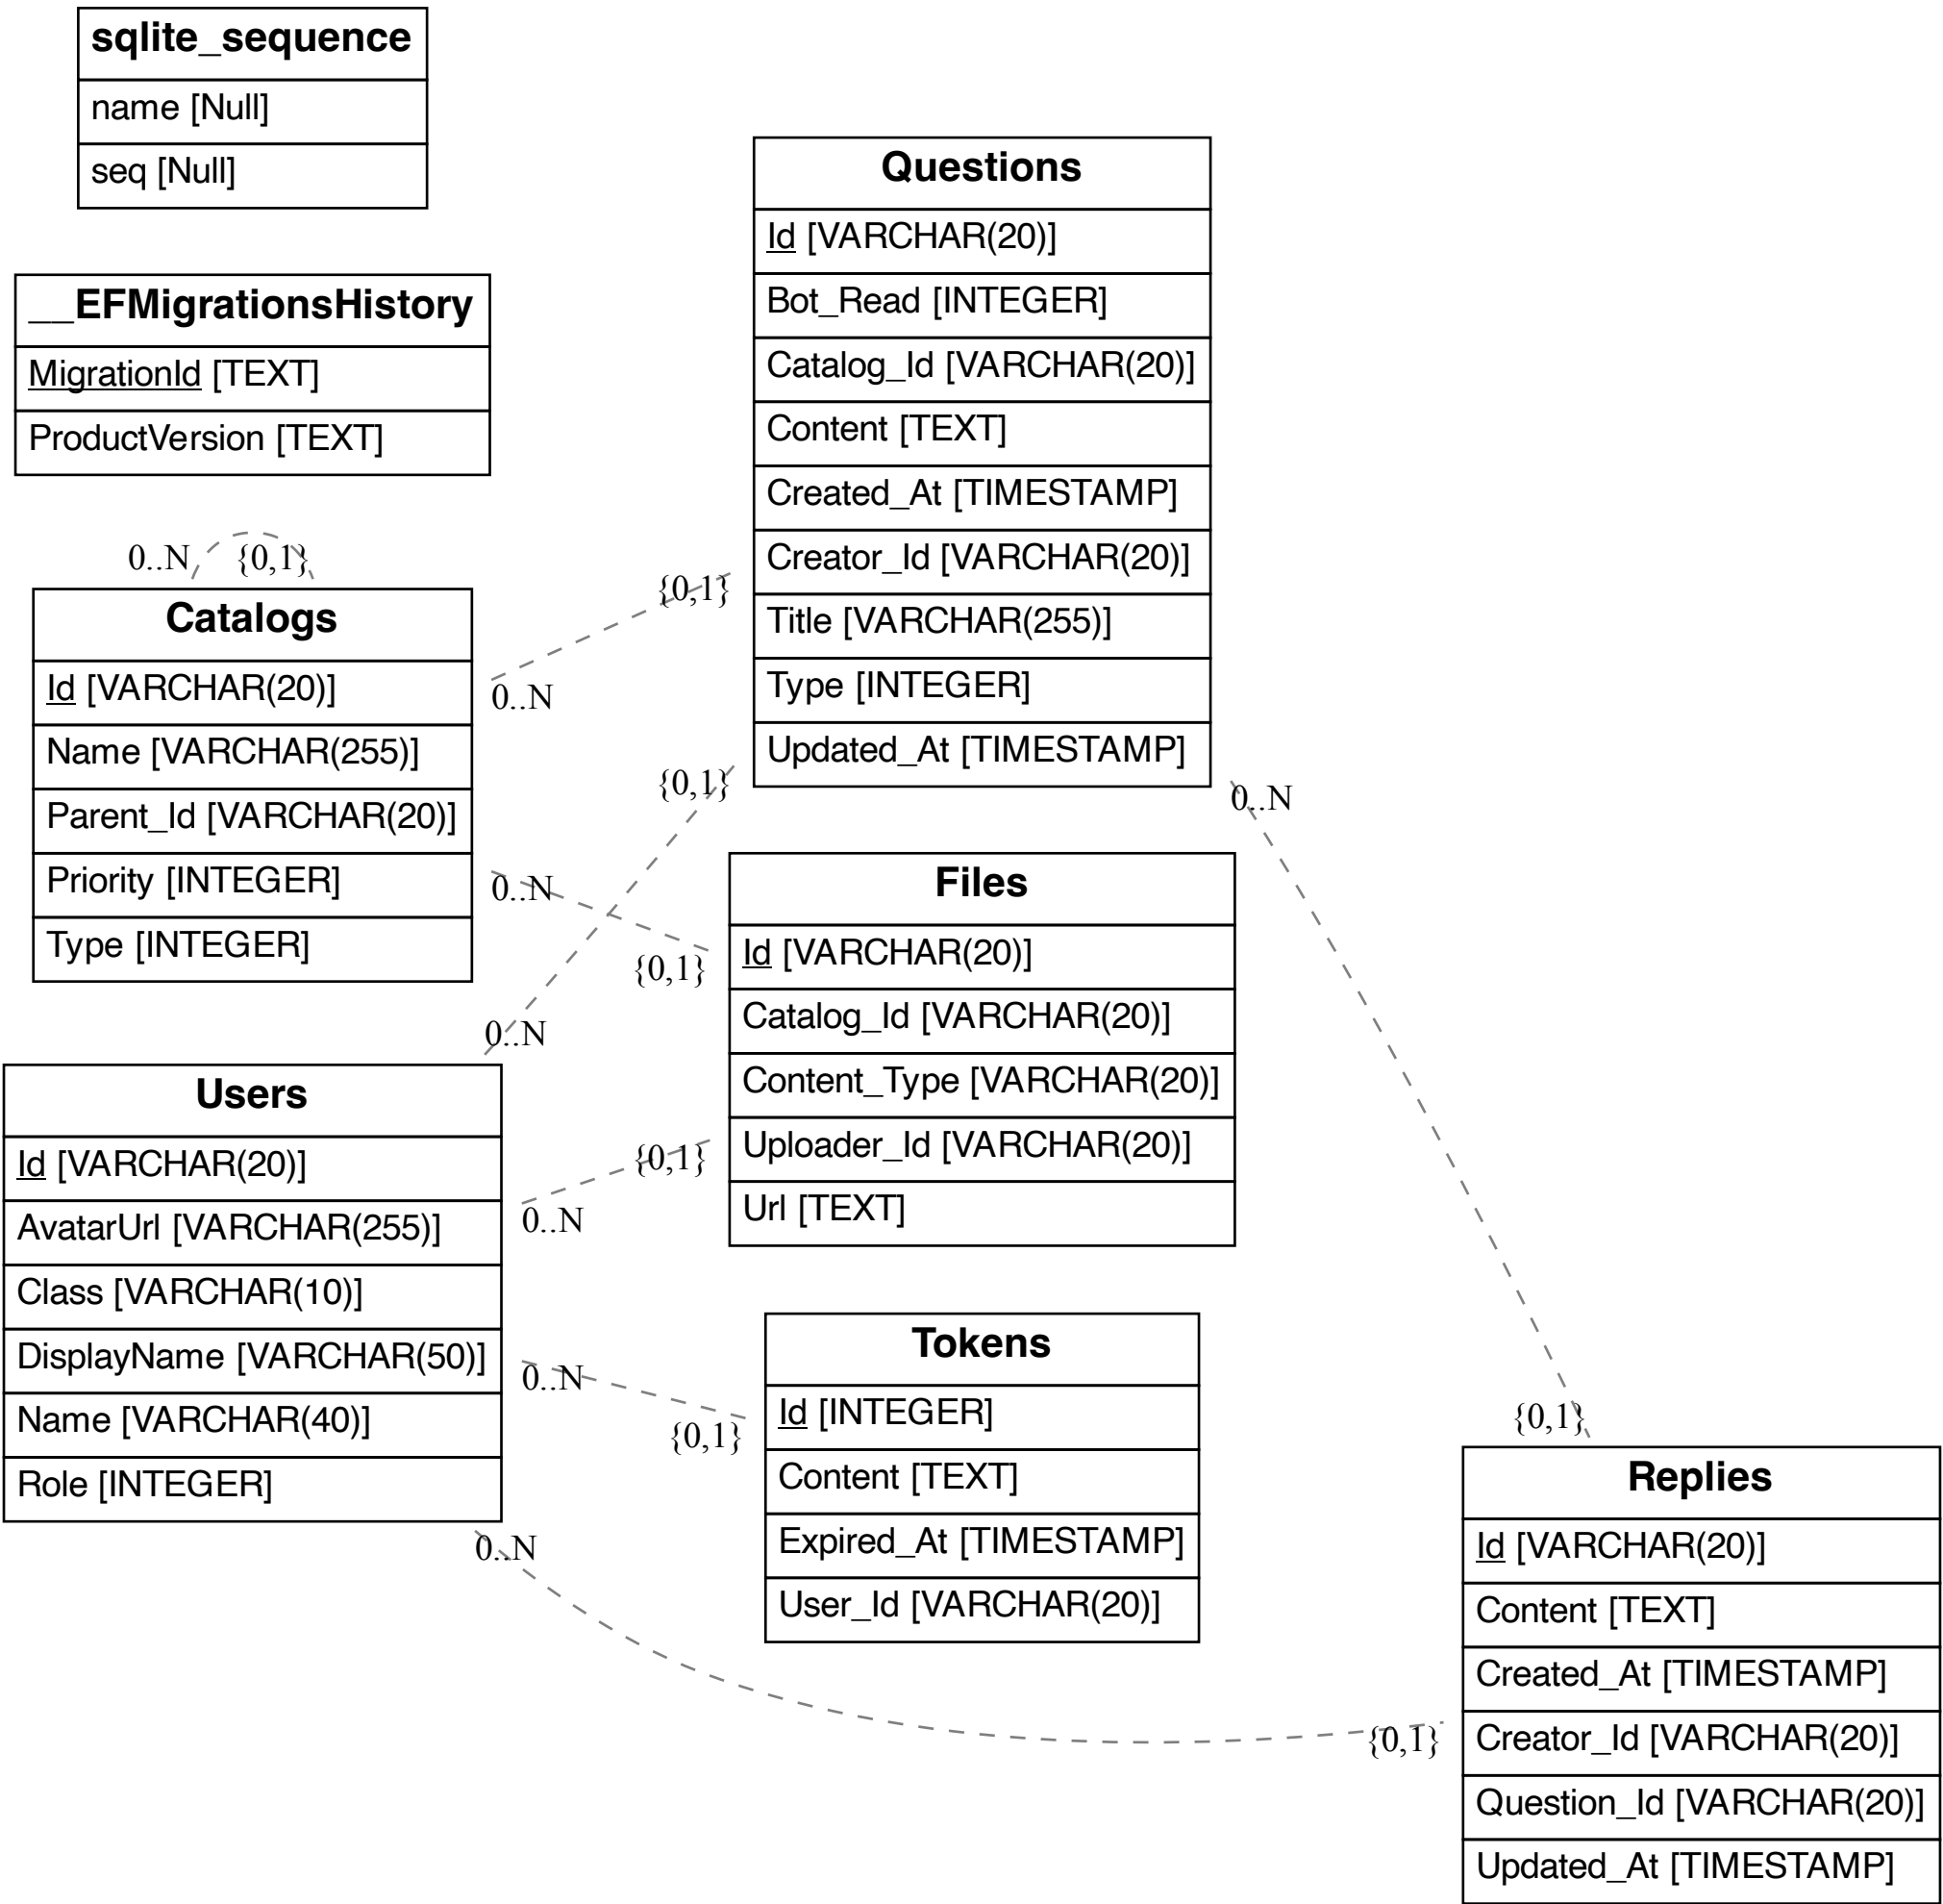 sqlite_sequence
name [Null]
seq [Null]
__EFMigrationsHistory
MigrationId [TEXT]
ProductVersion [TEXT]
0..N {0,1}
Catalogs
Id [VARCHAR(20)]
Name [VARCHAR(255)]
Parent_Id [VARCHAR(20)]
Priority [INTEGER]
Type [INTEGER]
Questions
Id [VARCHAR(20)]
Bot_Read [INTEGER]
Catalog_Id [VARCHAR(20)]
Content [TEXT]
Created_At [TIMESTAMP]
Creator_Id [VARCHAR(20)]
Title [VARCHAR(255)]
Type [INTEGER]
Updated_At [TIMESTAMP]
{0,1}
0..N
{0,1}
0..N
0..N
{0,1}
0..N
Files
Id [VARCHAR(20)]
Catalog_Id [VARCHAR(20)]
Content_Type [VARCHAR(20)]
Uploader_Id [VARCHAR(20)]
Url [TEXT]
Users
Id [VARCHAR(20)]
AvatarUrl [VARCHAR(255)]
Class [VARCHAR(10)]
DisplayName [VARCHAR(50)]
Name [VARCHAR(40)]
Role [INTEGER]
{0,1}
0..N
0..N
{0,1}
Tokens
Id [INTEGER]
Content [TEXT]
Expired_At [TIMESTAMP]
User_Id [VARCHAR(20)]
{0,1}
0..N
{0,1}
Replies
Id [VARCHAR(20)]
Content [TEXT]
Created_At [TIMESTAMP]
Creator_Id [VARCHAR(20)]
Question_Id [VARCHAR(20)]
Updated_At [TIMESTAMP]